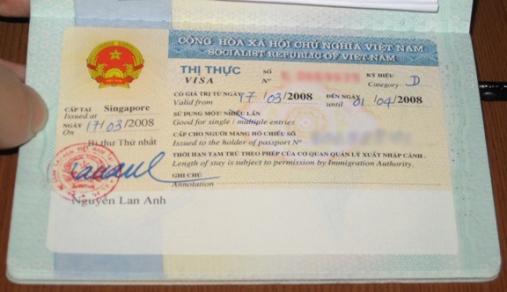 CỘNG HÒA XÃ HỘI CHỦ NGHĨA VIỆT NAM
SOCIALIST REPUBLIC OF VIETNAM
THỊ THỰC
VISA
SỐ
Nº
KÝ HIỆU
Category D
CÓ GIÁ TRỊ TỪ NGÀY 17/03/2008 ĐẾN NGÀY 01/04/2008
Valid from until
CẤP TẠI Singapore
Issued at
NGÀY 17/03/2008
On
SỬ DỤNG MỘT/ NHIỀU LẦN
Good for single / multiple entries
CẤP CHO NGƯỜI MANG HỘ CHIẾU SỐ
Issued to the holder of passport Nº
Bí thư Thứ nhất
THỜI HẠN TẠM TRÚ THEO PHÉP CỦA CƠ QUAN QUẢN LÝ XUẤT NHẬP CẢNH.
Length of stay is subject to permission by Immigration Authority.
GHI CHÚ
Annotation
Nguyễn Lan Anh